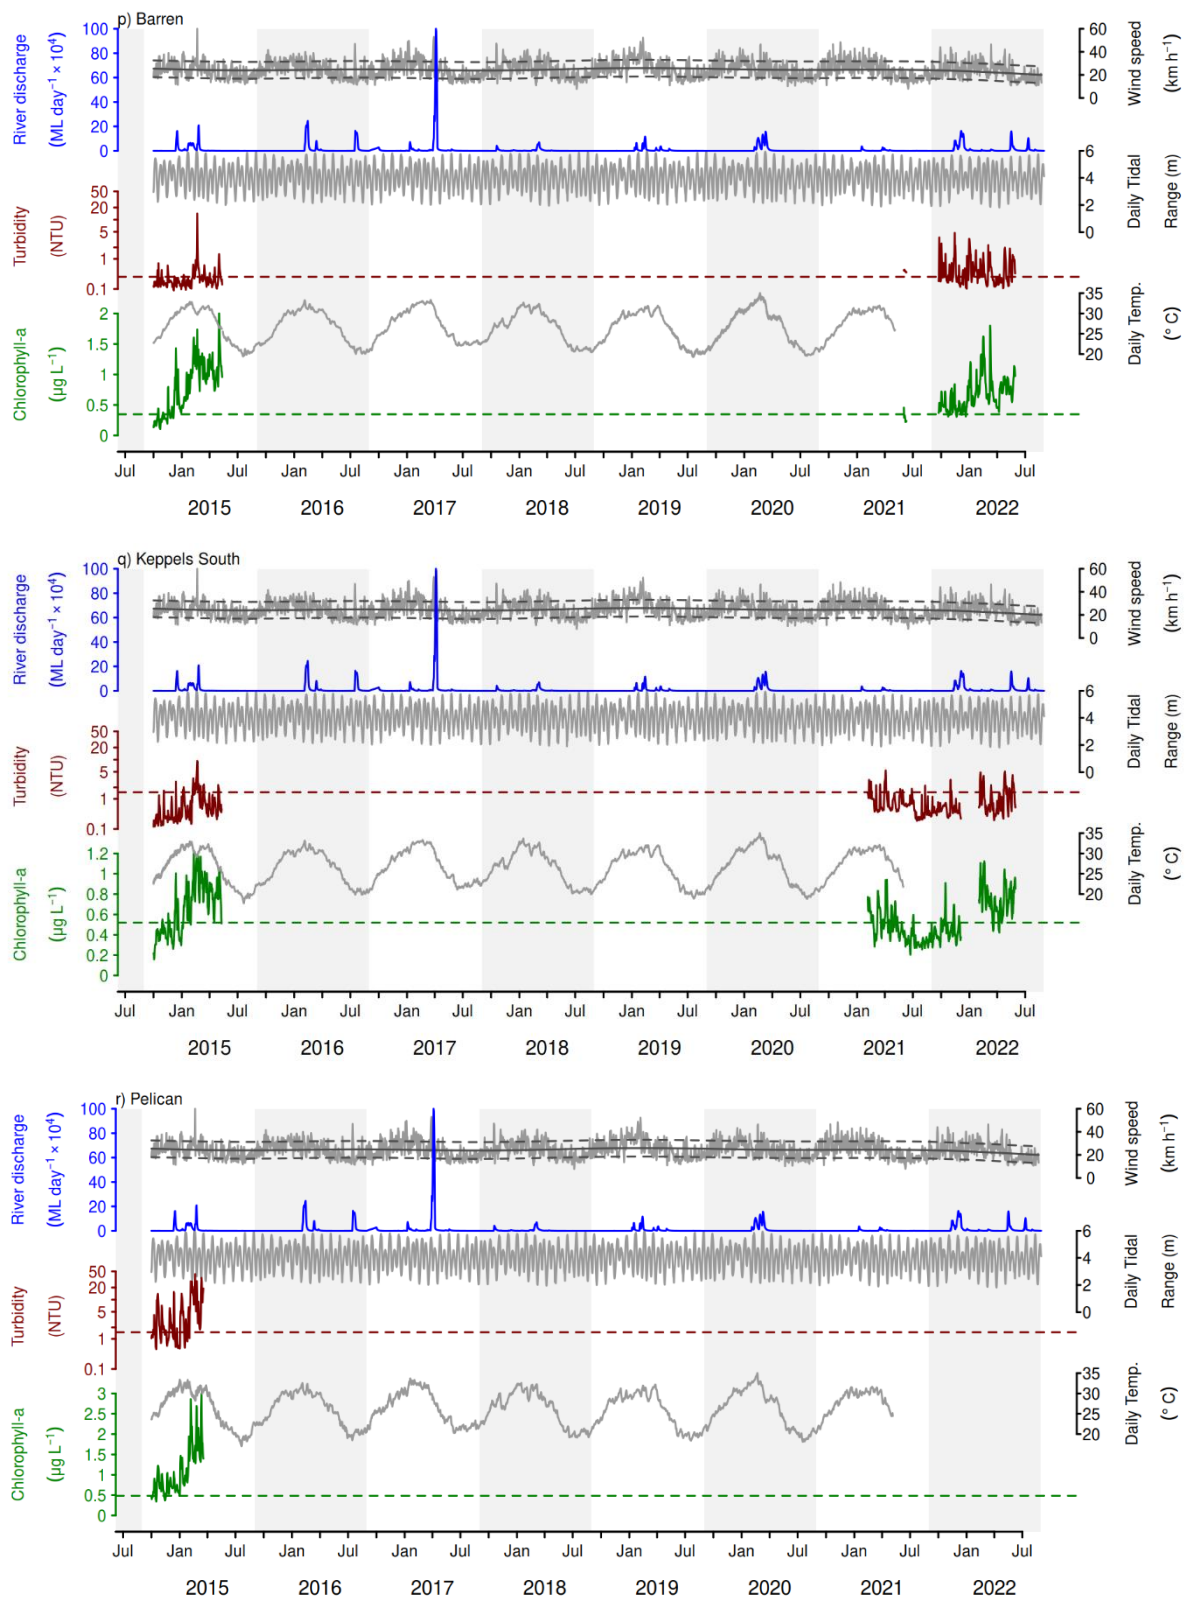 p) Barren
River discharge
(ML day⁻¹ × 10⁴)
100
80
60
40
20
0
60
40
20
0
Wind speed
(km h⁻¹)
6
4
2
0
Daily Tidal
Range (m)
Turbidity
(NTU)
50
20
5
1
0.1
35
30
25
20
Daily Temp.
(° C)
Chlorophyll-a
(µg L⁻¹)
2
1.5
1
0.5
0
Jul Jan Jul Jan Jul Jan Jul Jan Jul Jan Jul Jan Jul Jan Jul Jan Jul
2015 2016 2017 2018 2019 2020 2021 2022
q) Keppels South
River discharge
(ML day⁻¹ × 10⁴)
100
80
60
40
20
0
60
40
20
0
Wind speed
(km h⁻¹)
6
4
2
0
Daily Tidal
Range (m)
Turbidity
(NTU)
50
20
5
1
0.1
35
30
25
20
Daily Temp.
(° C)
Chlorophyll-a
(µg L⁻¹)
1.2
1
0.8
0.6
0.4
0.2
0
Jul Jan Jul Jan Jul Jan Jul Jan Jul Jan Jul Jan Jul Jan Jul Jan Jul
2015 2016 2017 2018 2019 2020 2021 2022
r) Pelican
River discharge
(ML day⁻¹ × 10⁴)
100
80
60
40
20
0
60
40
20
0
Wind speed
(km h⁻¹)
6
4
2
0
Daily Tidal
Range (m)
Turbidity
(NTU)
50
20
5
1
0.1
35
30
25
20
Daily Temp.
(° C)
Chlorophyll-a
(µg L⁻¹)
3
2.5
2
1.5
1
0.5
0
Jul Jan Jul Jan Jul Jan Jul Jan Jul Jan Jul Jan Jul Jan Jul Jan Jul
2015 2016 2017 2018 2019 2020 2021 2022